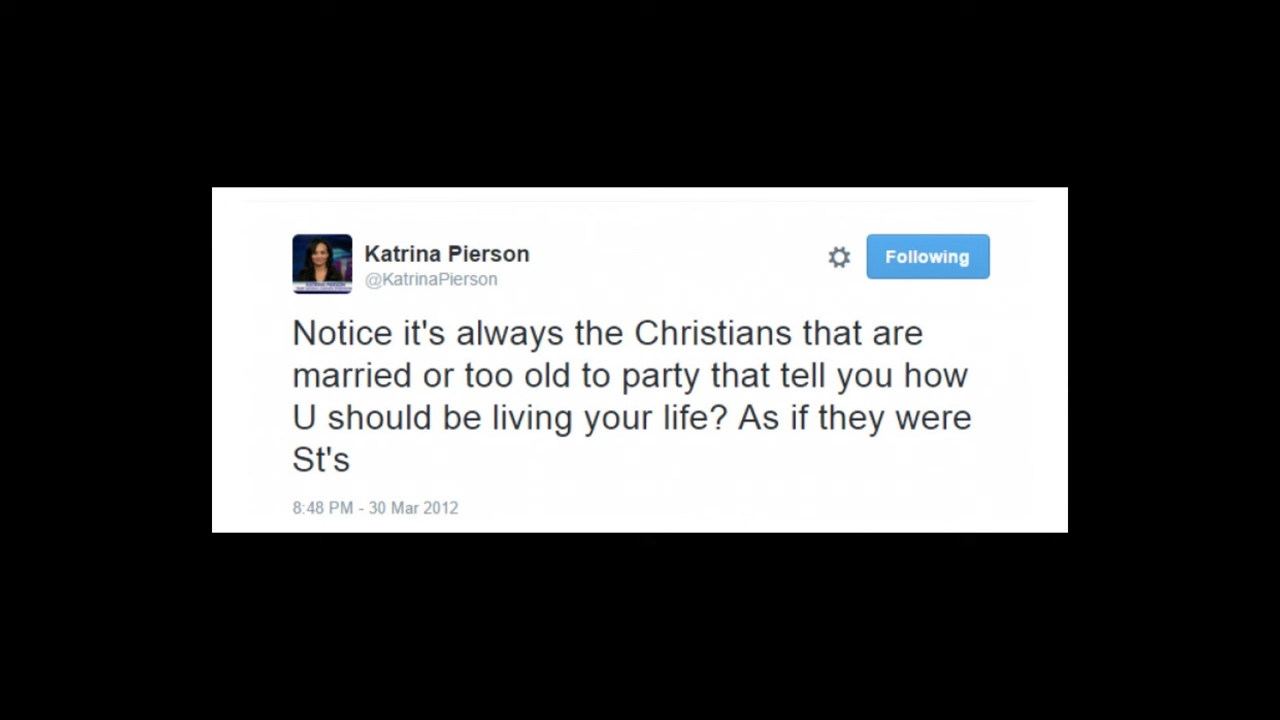 Katrina Pierson
@KatrinaPierson
Following
Notice it's always the Christians that are
married or too old to party that tell you how
U should be living your life? As if they were
St's
8:48 PM - 30 Mar 2012